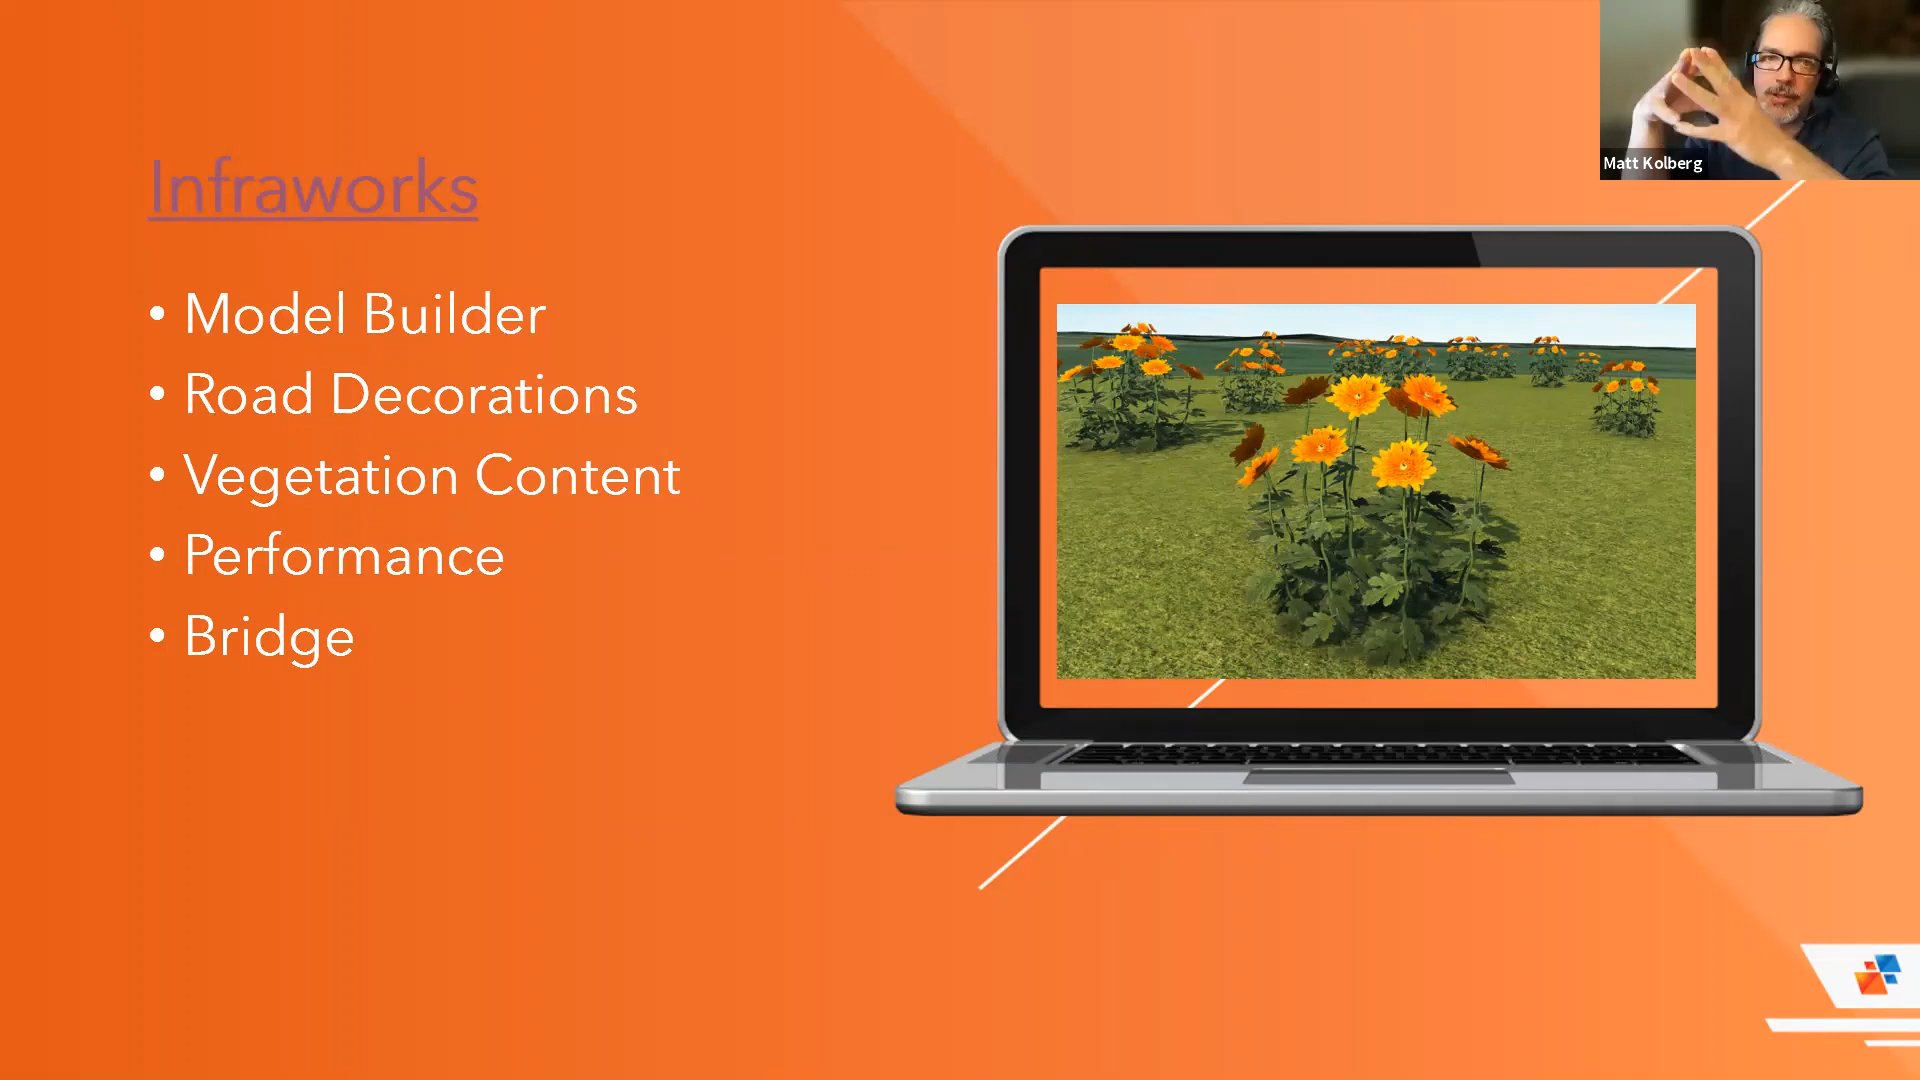 Infraworks
• Model Builder
• Road Decorations
• Vegetation Content
• Performance
• Bridge
Matt Kolberg